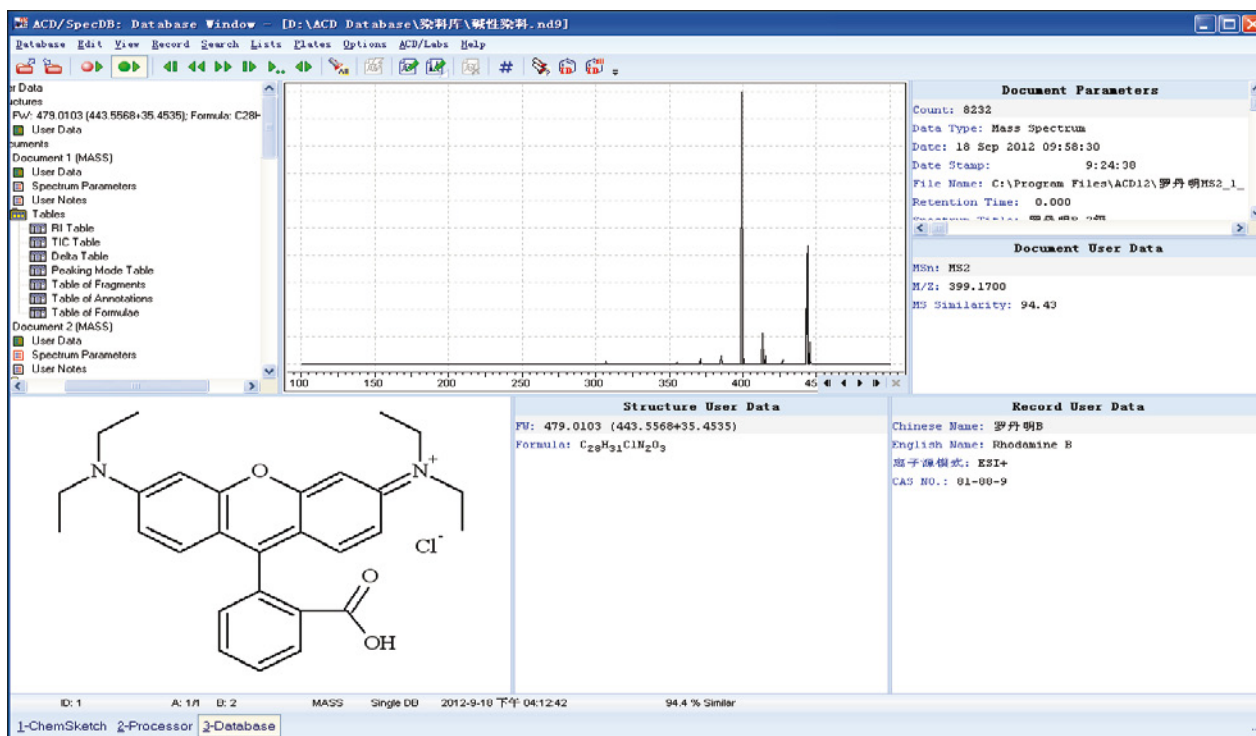 ACD/SpecDB: Database Window - [D:\ACD Database\染料库\碱性染料.nd9]
Database Edit View Record Search Lists Plates Options ACD/Labs Help
er Data
uctures
FW: 479.0103 (443.5568+35.4535); Formula: C28H
User Data
cuments
Document 1 (MASS)
User Data
Spectrum Parameters
User Notes
Tables
RI Table
TIC Table
Delta Table
Peaking Mode Table
Table of Fragments
Table of Annotations
Table of Formulae
Document 2 (MASS)
User Data
Spectrum Parameters
User Notes
100 150 200 250 300 350 400 45
Document Parameters
Count: 8232
Data Type: Mass Spectrum
Date: 18 Sep 2012 09:58:30
Date Stamp: 9:24:38
File Name: C:\Program Files\ACD12\罗丹明MS2_1_
Retention Time: 0.000
Spectrum Title: 罗丹明B
Document User Data
MSn: MS2
M/Z: 399.1700
MS Similarity: 94.43
N O N+
Cl-
O
OH
Structure User Data
FW: 479.0103 (443.5568+35.4535)
Formula: C28H31ClN2O3
Record User Data
Chinese Name: 罗丹明B
English Name: Rhodamine B
离子源模式: ESI+
CAS NO.: 81-88-9
ID: 1 A: 1/1 B: 2 MASS Single DB 2012-9-18 下午 04:12:42 94.4 % Similar
1-ChemSketch 2-Processor 3-Database